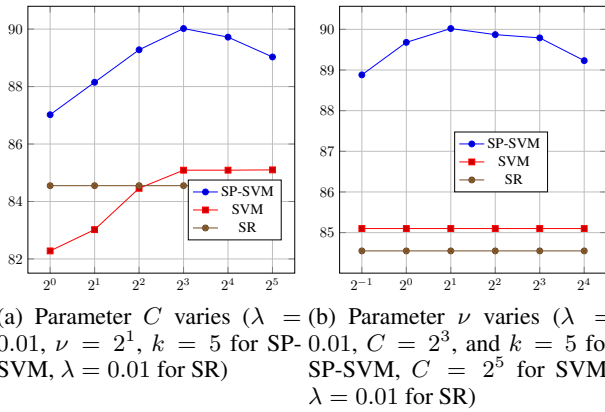 90
88
86
84
82
2^0 2^1 2^2 2^3 2^4 2^5
SP-SVM
SVM
SR
90
89
88
87
86
85
2^−1 2^0 2^1 2^2 2^3 2^4
SP-SVM
SVM
SR
(a) Parameter C varies (λ =
0.01, ν = 2^1, k = 5 for SP-
SVM, λ = 0.01 for SR)
(b) Parameter ν varies (λ =
0.01, C = 2^3, and k = 5 for
SP-SVM, C = 2^5 for SVM
λ = 0.01 for SR)